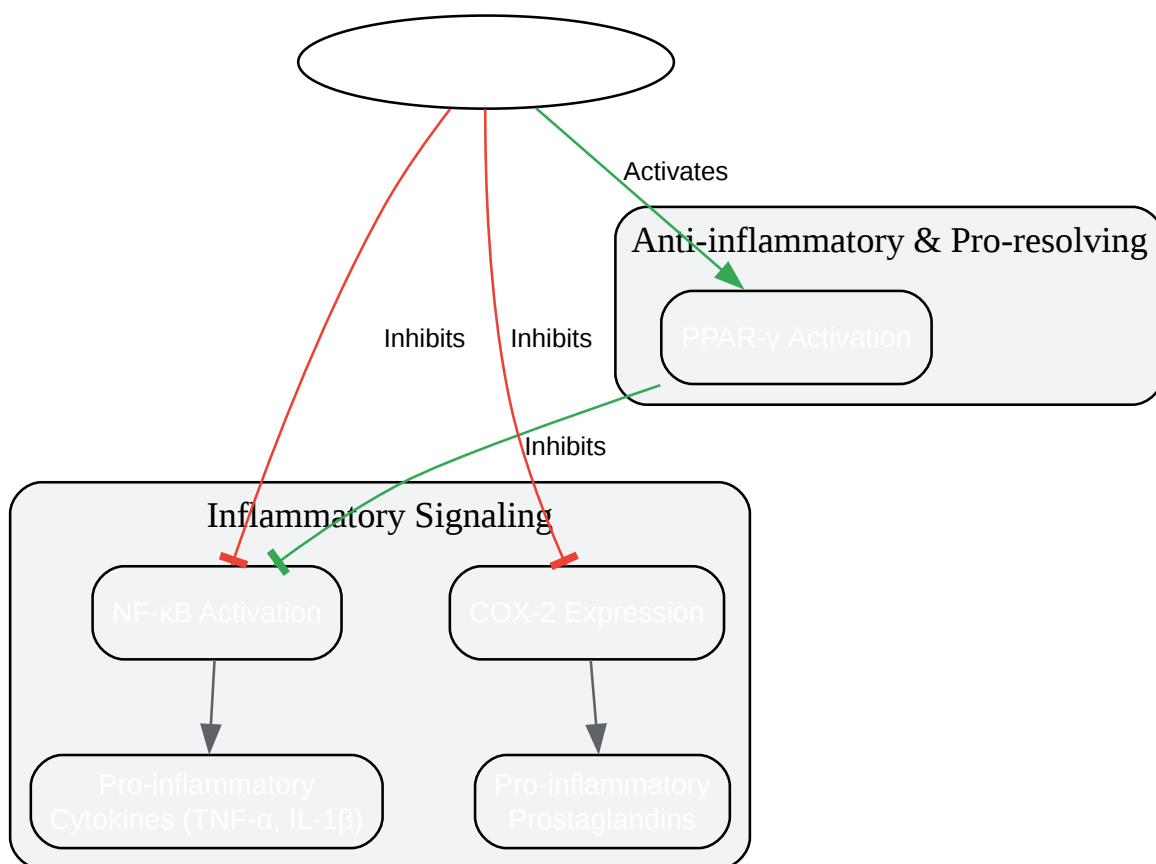 Activates
Anti-inflammatory & Pro-resolving
PPAR-γ Activation
Inhibits
Inhibits
Inhibits
Inflammatory Signaling
NF-κB Activation
COX-2 Expression
Pro-inflammatory
Cytokines (TNF-α, IL-1β)
Pro-inflammatory
Prostaglandins